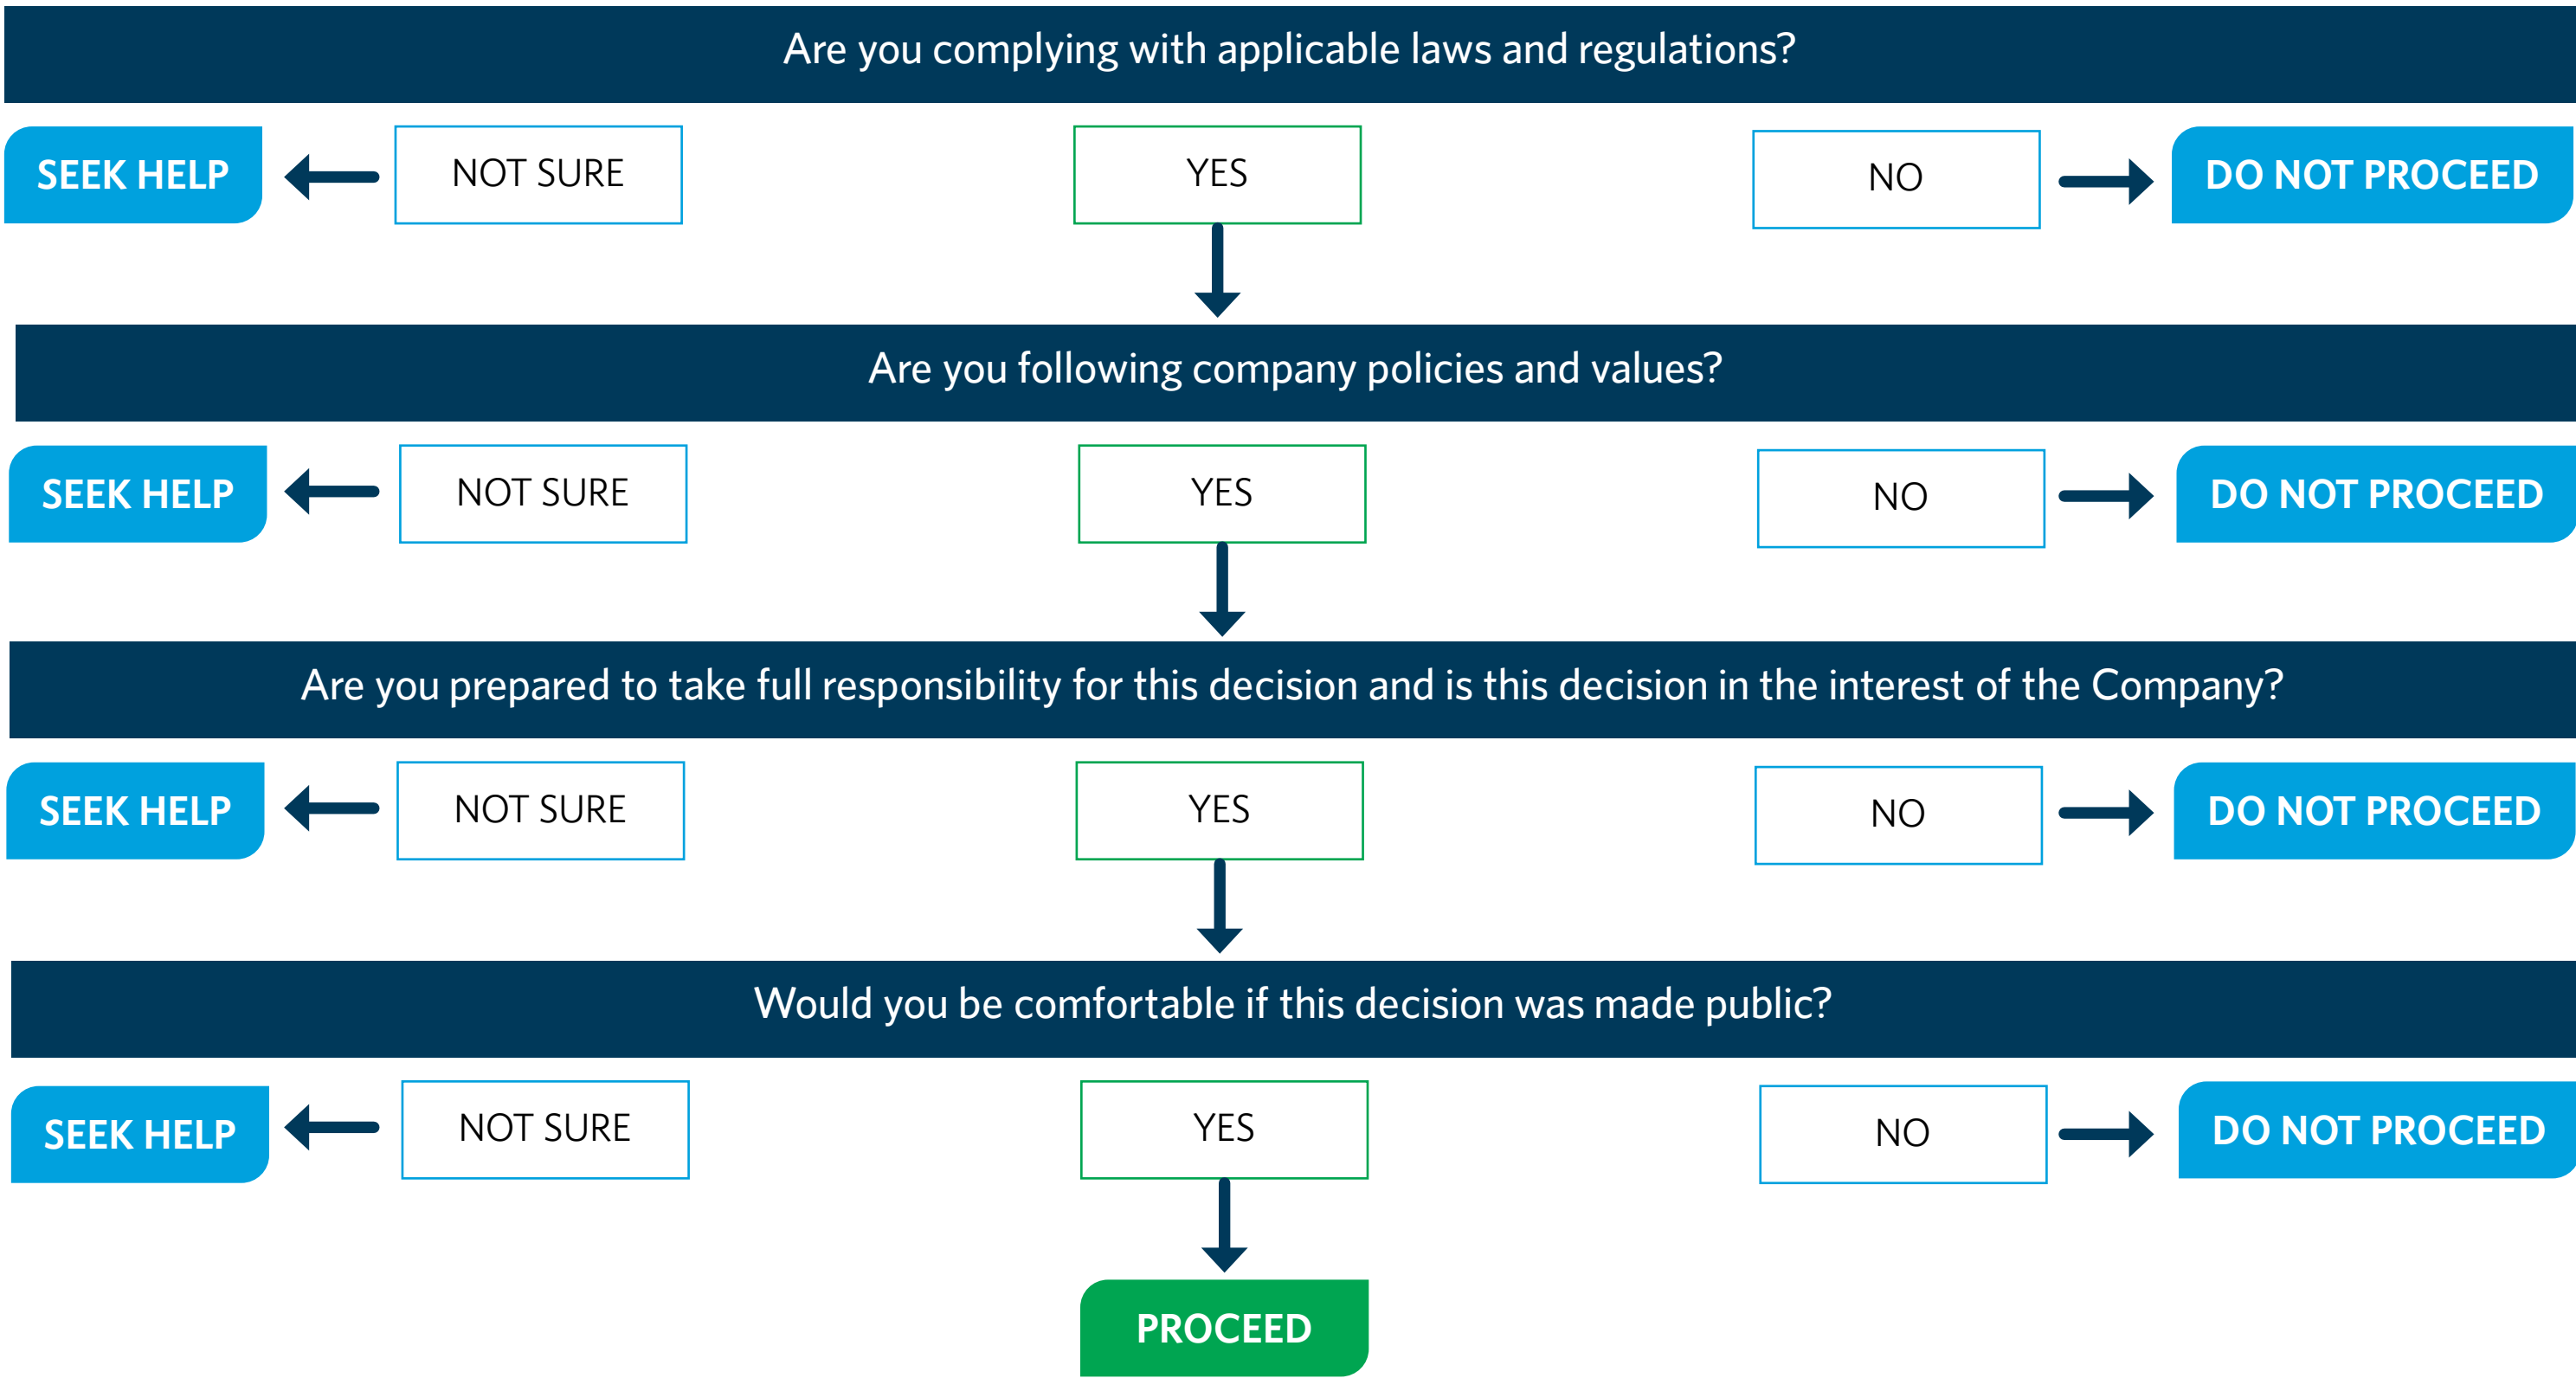 Are you complying with applicable laws and regulations?
SEEK HELP
NOT SURE
YES
NO
DO NOT PROCEED
Are you following company policies and values?
SEEK HELP
NOT SURE
YES
NO
DO NOT PROCEED
Are you prepared to take full responsibility for this decision and is this decision in the interest of the Company?
SEEK HELP
NOT SURE
YES
NO
DO NOT PROCEED
Would you be comfortable if this decision was made public?
SEEK HELP
NOT SURE
YES
NO
DO NOT PROCEED
PROCEED